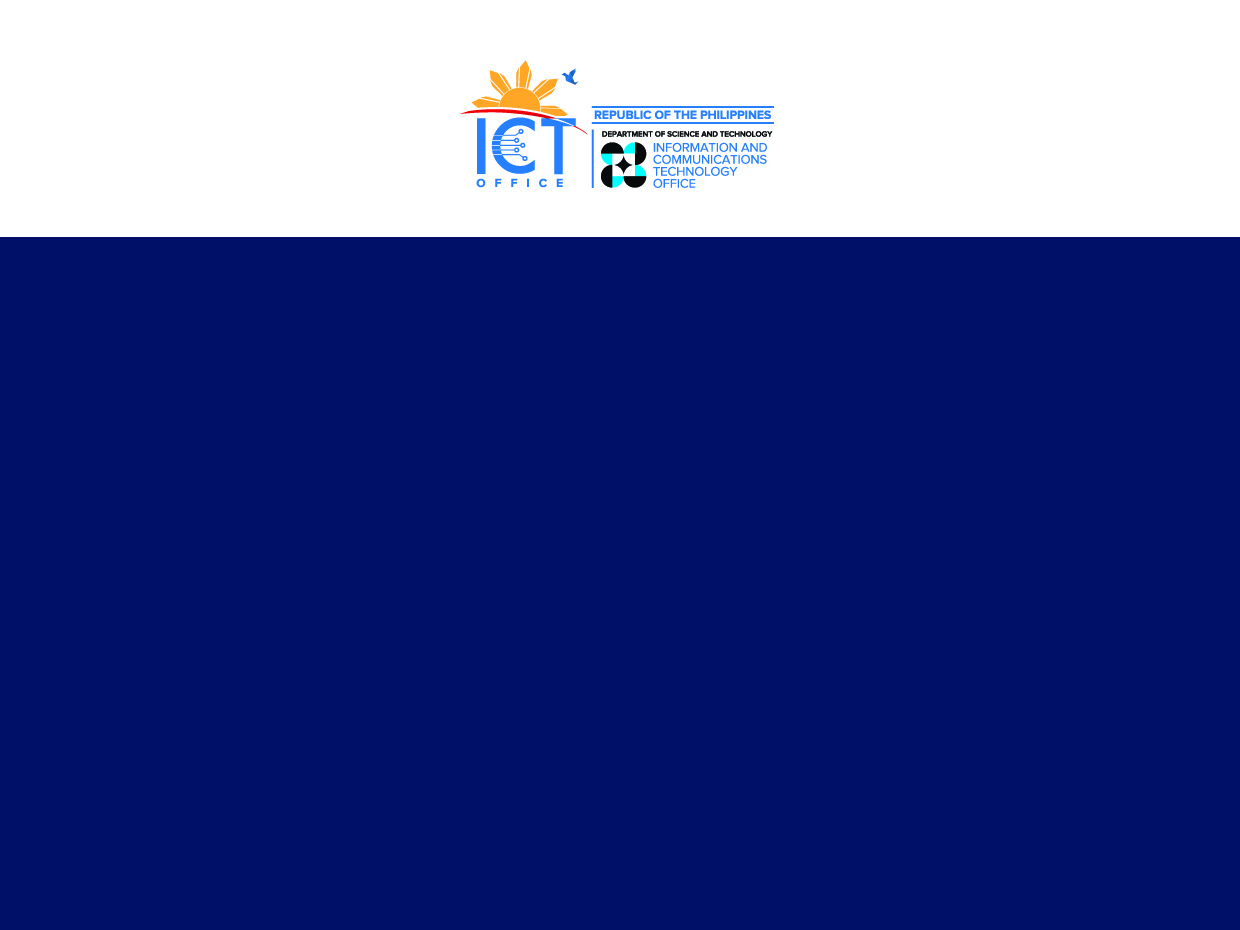 ICT
OFFICE
REPUBLIC OF THE PHILIPPINES
DEPARTMENT OF SCIENCE AND TECHNOLOGY
INFORMATION AND
COMMUNICATIONS
TECHNOLOGY
OFFICE